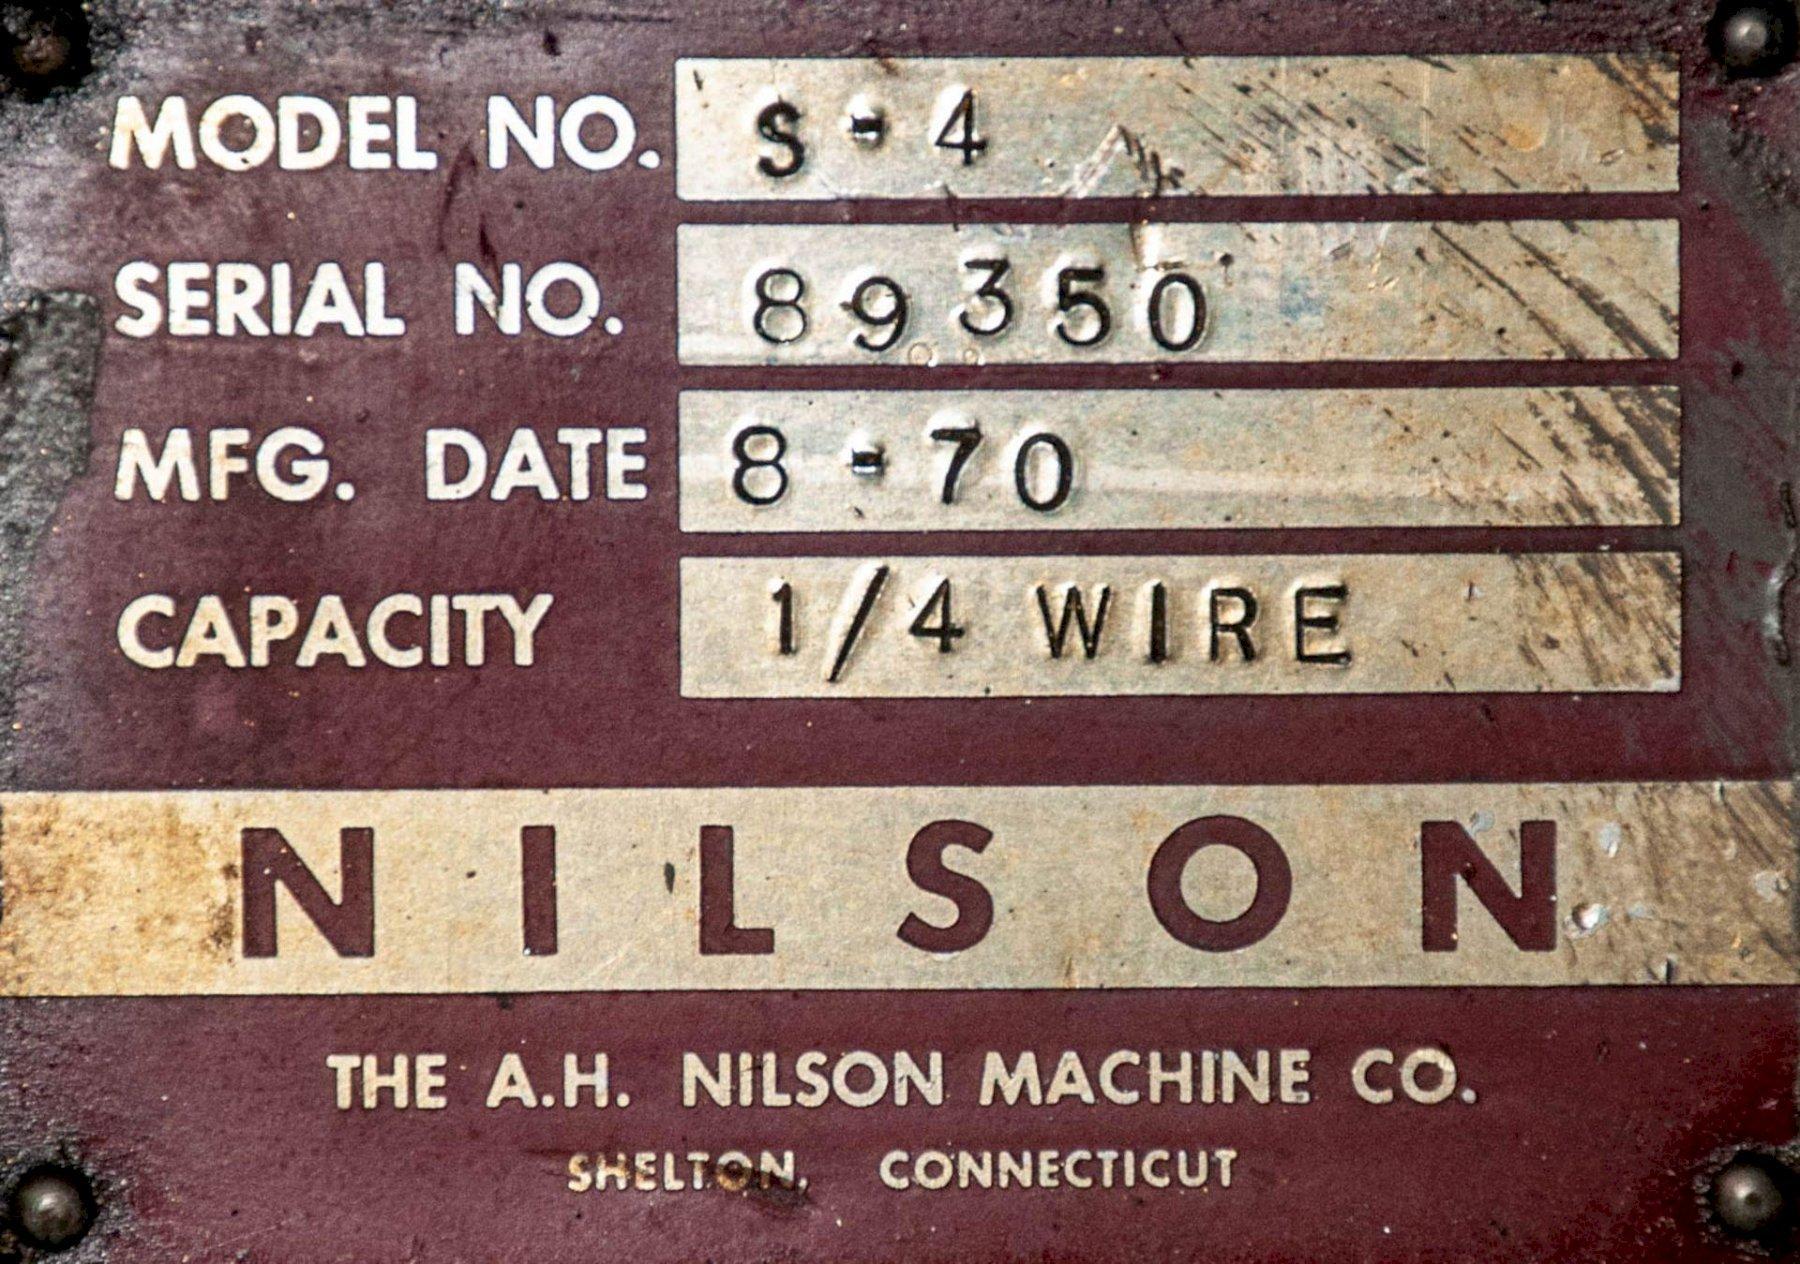 MODEL NO. S-4
SERIAL NO. 89350
MFG. DATE 8-70
CAPACITY 1/4 WIRE
NILSON
THE A.H. NILSON MACHINE CO.
SHELTON, CONNECTICUT